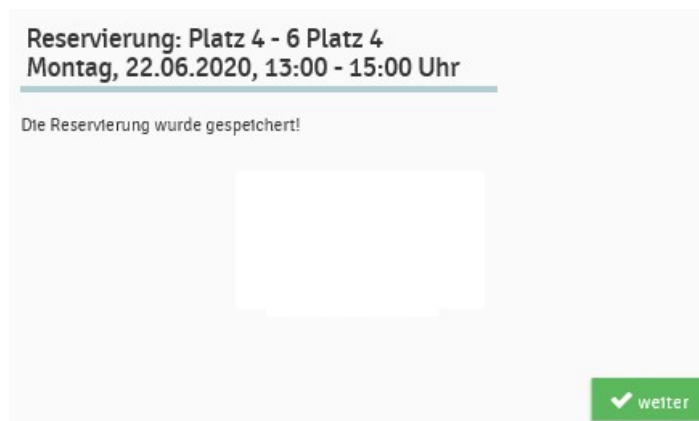 Reservierung: Platz 4 - 6 Platz 4
Montag, 22.06.2020, 13:00 - 15:00 Uhr
Die Reservierung wurde gespeichert!
weiter